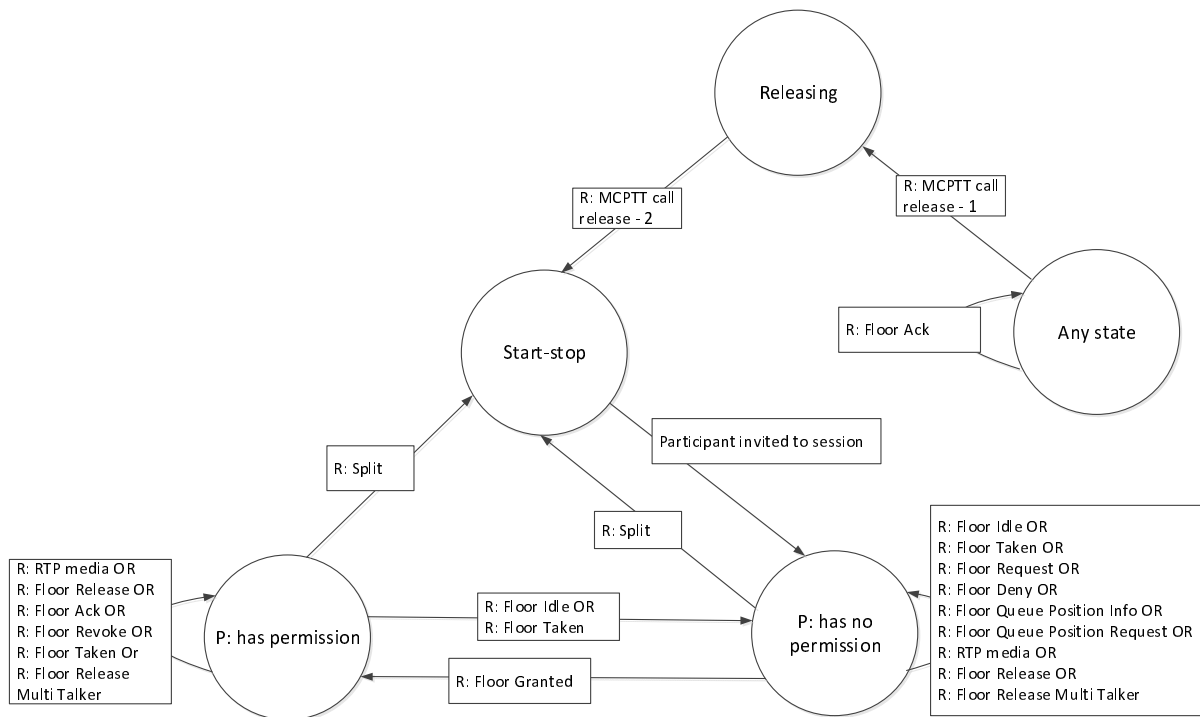 Releasing
R: MCPTT call
release - 2
R: MCPTT call
release - 1
Start-stop
R: Floor Ack
Any state
Participant invited to session
R: Split
R: Split
R: RTP media OR
R: Floor Release OR
R: Floor Ack OR
R: Floor Revoke OR
R: Floor Taken Or
R: Floor Release
Multi Talker
P: has permission
R: Floor Idle OR
R: Floor Taken
R: Floor Granted
P: has no
permission
R: Floor Idle OR
R: Floor Taken OR
R: Floor Request OR
R: Floor Deny OR
R: Floor Queue Position Info OR
R: Floor Queue Position Request OR
R: RTP media OR
R: Floor Release OR
R: Floor Release Multi Talker